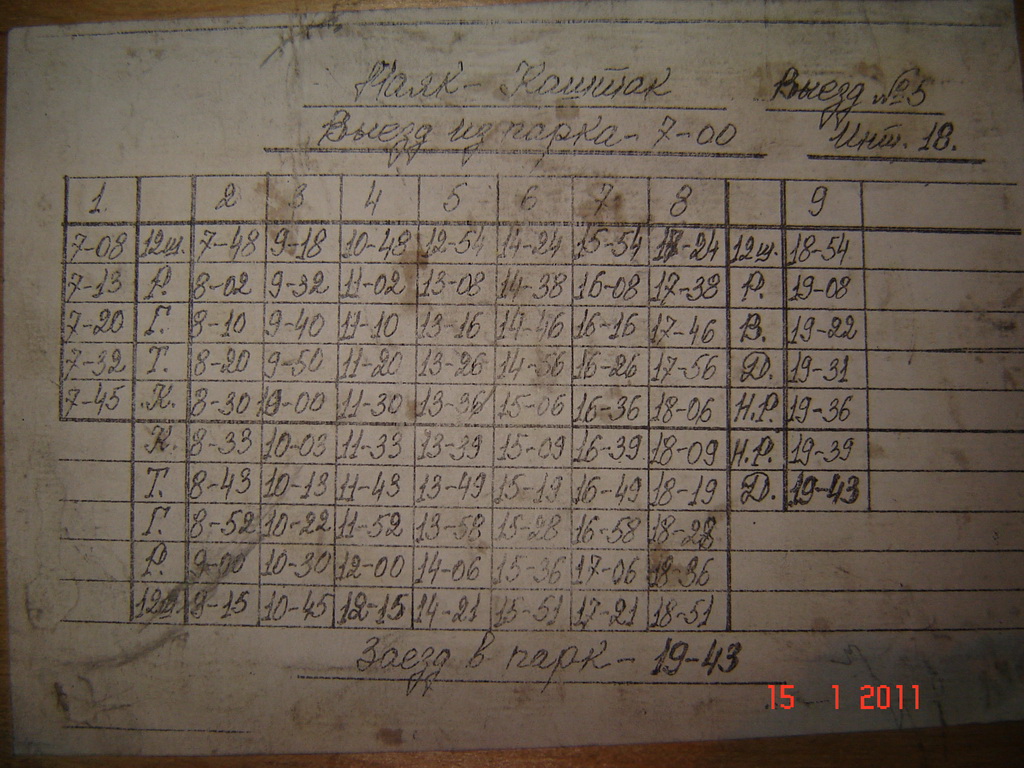 Маяк - Каштак Выезд №5
Выезд из парка - 7-00 Инт. 18.
1 2 3 4 5 6 7 8 9
7-08 12ш. 7-48 9-18 10-48 12-54 14-24 15-54 17-24 12ш. 18-54
7-13 Р. 8-02 9-32 11-02 13-08 14-38 16-08 17-38 Р. 19-08
7-20 Г. 8-10 9-40 11-10 13-16 14-46 16-16 17-46 В. 19-22
7-32 Т. 8-20 9-50 11-20 13-26 14-56 16-26 17-56 Д. 19-31
7-45 К. 8-30 10-00 11-30 13-36 15-06 16-36 18-06 Н.Р. 19-36
К. 8-33 10-03 11-33 13-39 15-09 16-39 18-09 Н.Р. 19-39
Т. 8-43 10-13 11-43 13-49 15-19 16-49 18-19 Д. 19-43
Г. 8-52 10-22 11-52 13-58 15-28 16-58 18-28
Р. 9-00 10-30 12-00 14-06 15-36 17-06 18-36
12ш. 9-15 10-45 12-15 14-21 15-51 17-21 18-51
Заезд в парк - 19-43
15 1 2011